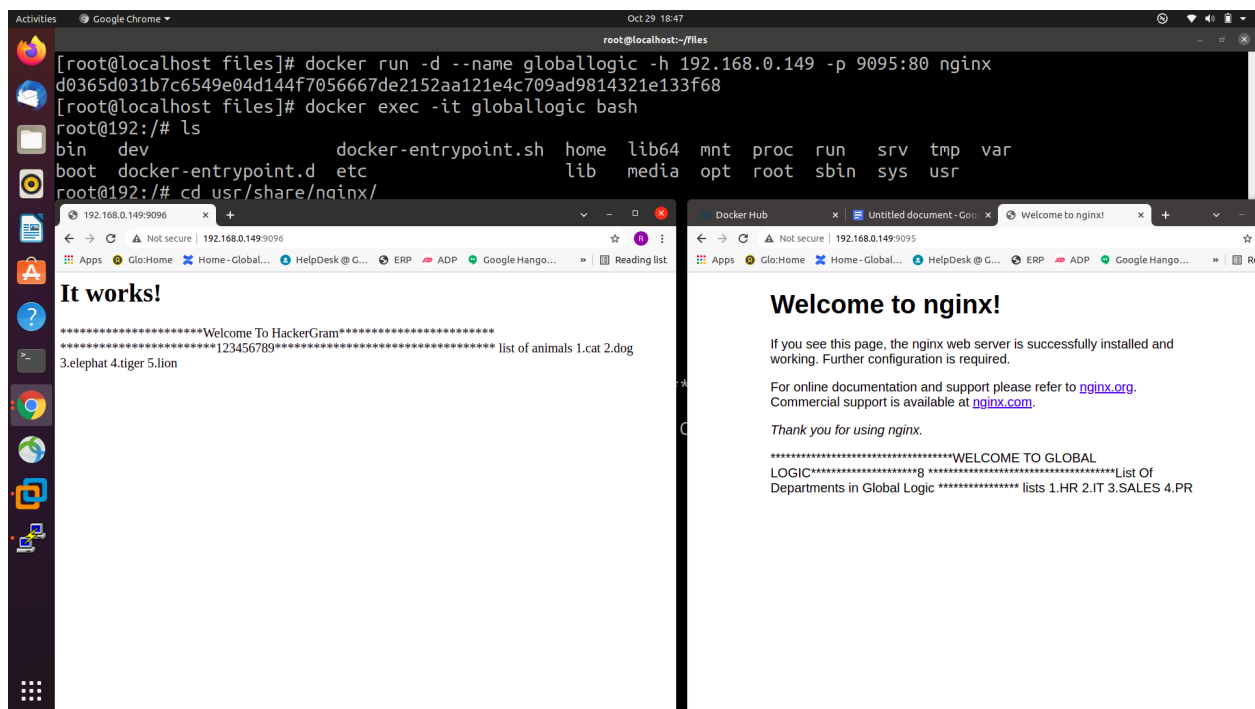 Activities Google Chrome Oct 29 18:47
root@localhost:~/files
[root@localhost files]# docker run -d --name globallogic -h 192.168.0.149 -p 9095:80 nginx
d0365d031b7c6549e04d144f7056667de2152aa121e4c709ad9814321e133f68
[root@localhost files]# docker exec -it globallogic bash
root@192:/# ls
bin dev docker-entrypoint.sh home lib64 mnt proc run srv tmp var
boot docker-entrypoint.d etc lib media opt root sbin sys usr
root@192:/# cd usr/share/nginx/
192.168.0.149:9096
Not secure 192.168.0.149:9096 R
Apps Glo:Home Home - Global... HelpDesk @ G... ERP ADP Google Hango... » Reading list
It works!
**********************Welcome To HackerGram************************
************************123456789********************************** list of animals 1.cat 2.dog
3.elephat 4.tiger 5.lion
Docker Hub Untitled document - Goo Welcome to nginx!
Not secure 192.168.0.149:9095
Apps Glo:Home Home - Global... HelpDesk @ G... ERP ADP Google Hango... »
Welcome to nginx!
If you see this page, the nginx web server is successfully installed and
working. Further configuration is required.
For online documentation and support please refer to nginx.org.
Commercial support is available at nginx.com.
Thank you for using nginx.
***********************************WELCOME TO GLOBAL
LOGIC*********************8 ************************************List Of
Departments in Global Logic **************** lists 1.HR 2.IT 3.SALES 4.PR